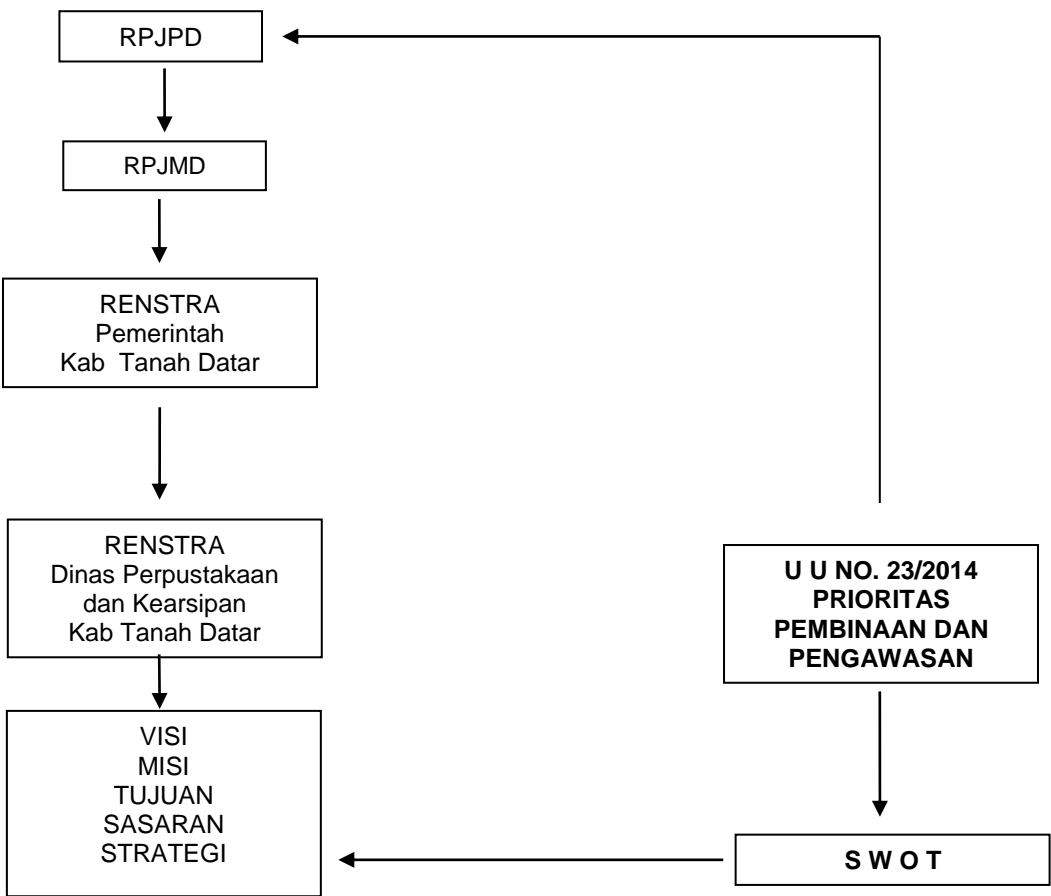 RPJPD
RPJMD
RENSTRA
Pemerintah
Kab Tanah Datar
RENSTRA
Dinas Perpustakaan
dan Kearsipan
Kab Tanah Datar
VISI
MISI
TUJUAN
SASARAN
STRATEGI
U U NO. 23/2014
PRIORITAS
PEMBINAAN DAN
PENGAWASAN
S W O T